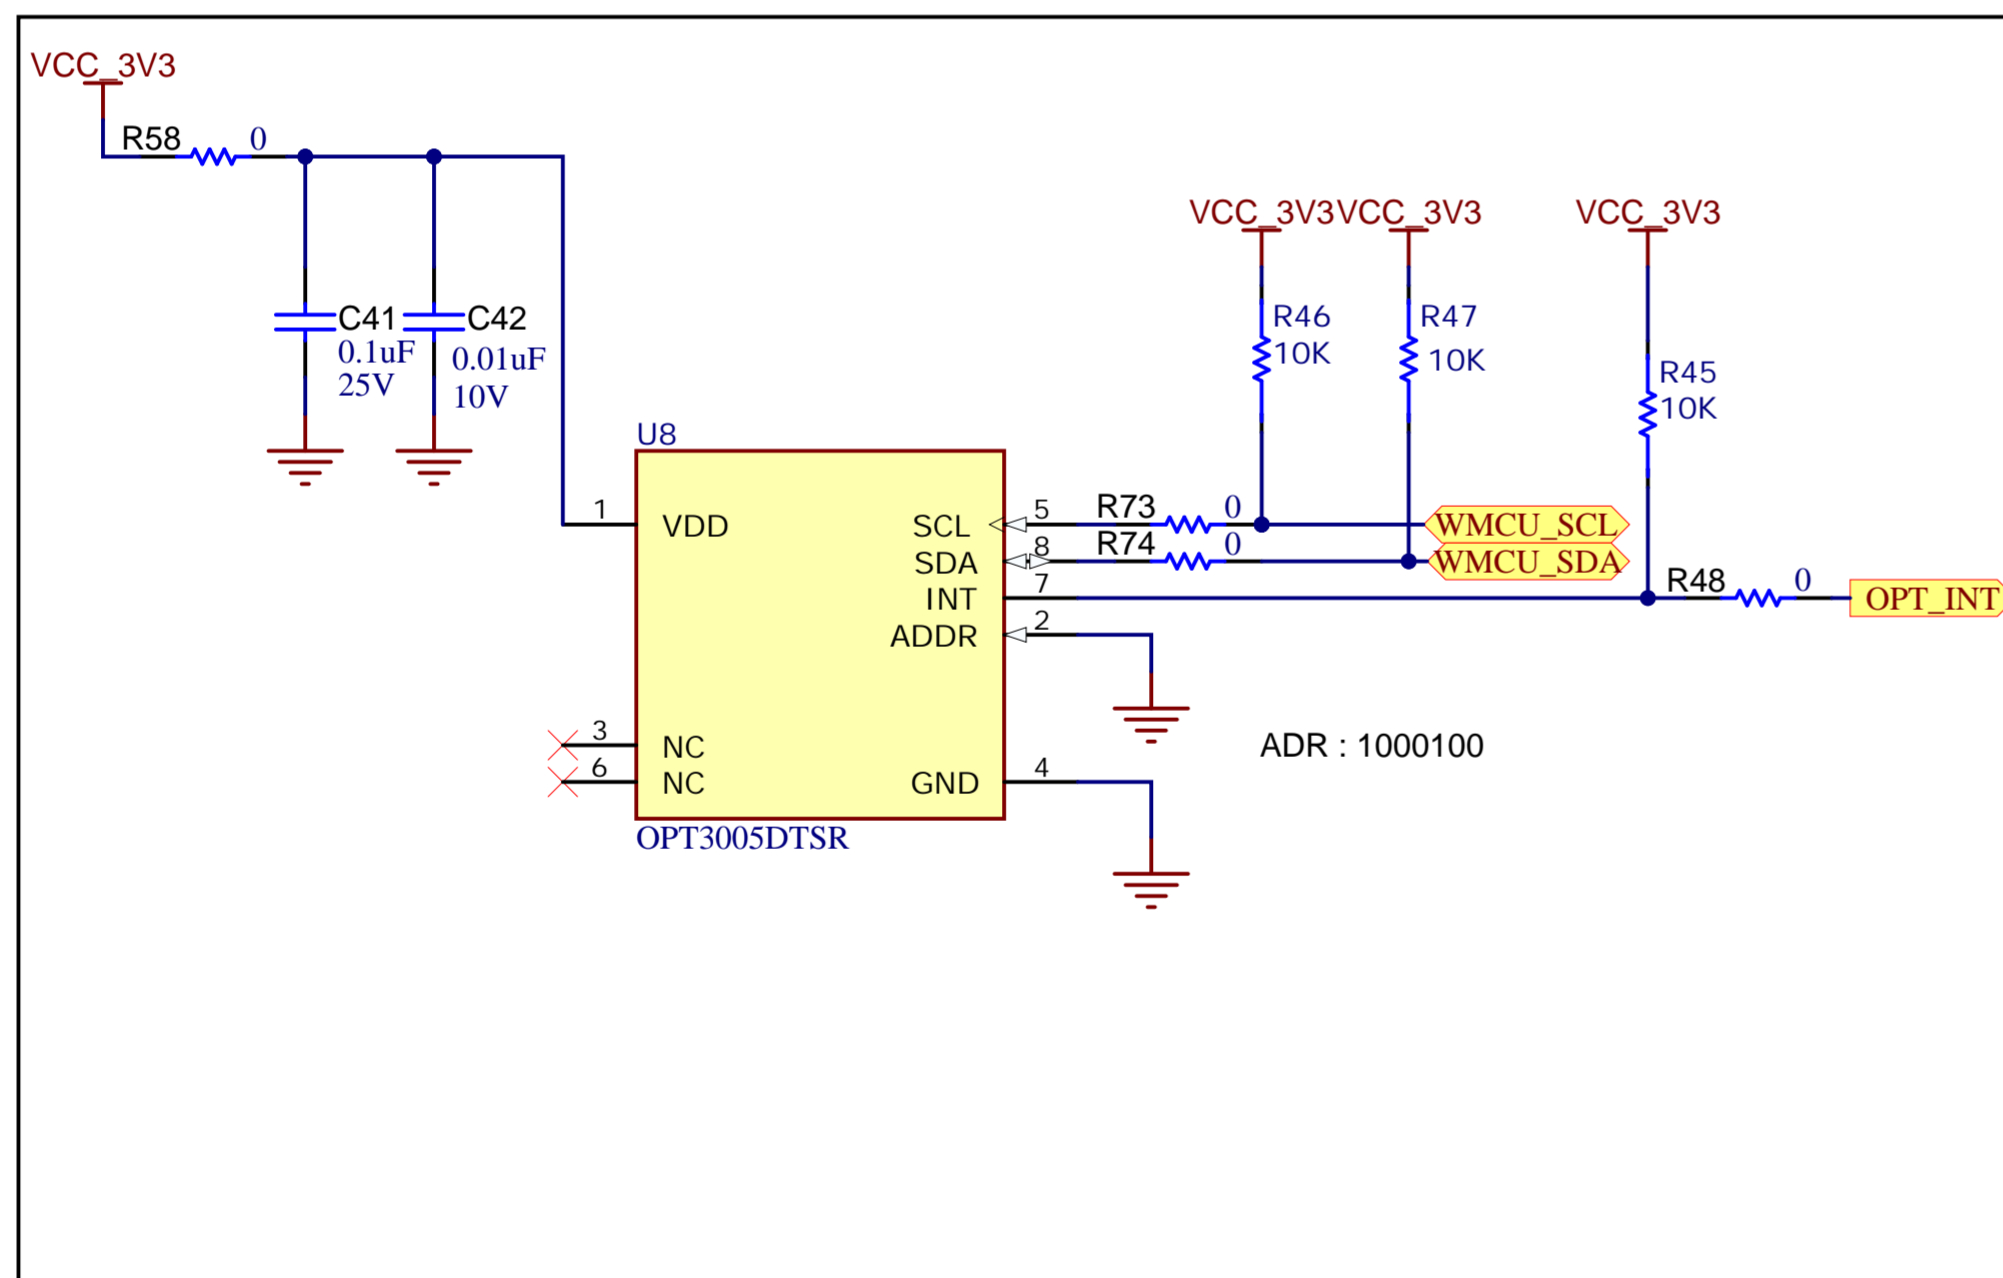 VCC_3V3
R58 0
VCC_3V3 VCC_3V3 VCC_3V3
C41
0.1uF
25V
C42
0.01uF
10V
R46
10K
R47
10K
R45
10K
U8
1 VDD
SCL 5 R73 0 WMCU_SCL
SDA 8 R74 0 WMCU_SDA
INT 7 R48 0 OPT_INT
ADDR 2
3 NC
6 NC
GND 4
ADR : 1000100
OPT3005DTSR